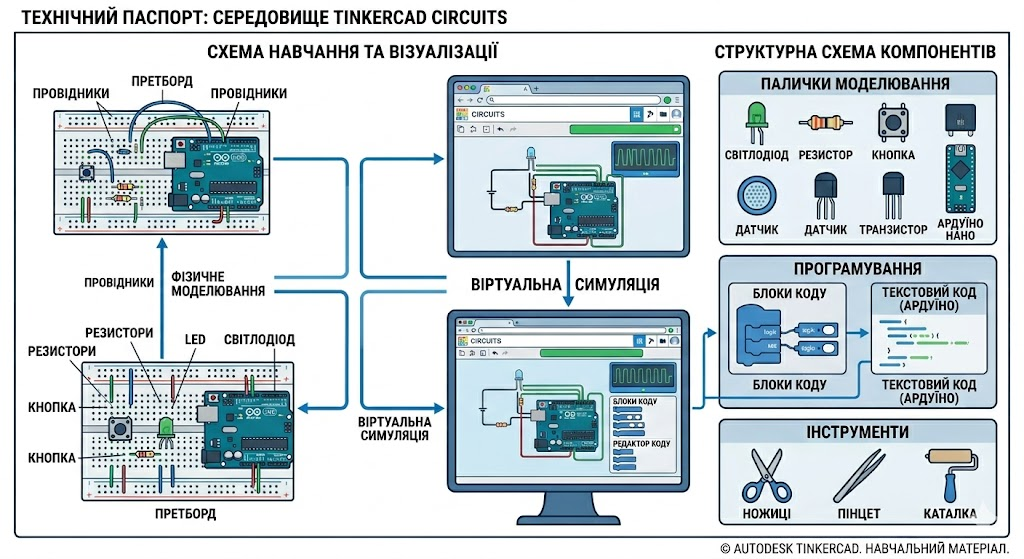 ТЕХНІЧНИЙ ПАСПОРТ: СЕРЕДОВИЩЕ TINKERCAD CIRCUITS
СХЕМА НАВЧАННЯ ТА ВІЗУАЛІЗАЦІЇ
ПРЕТБОРД
ПРОВІДНИКИ
ПРОВІДНИКИ
ПРОВІДНИКИ
ФІЗИЧНЕ
МОДЕЛЮВАННЯ
РЕЗИСТОРИ
LED
СВІТЛОДІОД
РЕЗИСТОРИ
КНОПКА
КНОПКА
ПРЕТБОРД
CIRCUITS
ВІРТУАЛЬНА СИМУЛЯЦІЯ
ВІРТУАЛЬНА
СИМУЛЯЦІЯ
CIRCUITS
БЛОКИ КОДУ
РЕДАКТОР КОДУ
СТРУКТУРНА СХЕМА КОМПОНЕНТІВ
ПАЛИЧКИ МОДЕЛЮВАННЯ
СВІТЛОДІОД
РЕЗИСТОР
КНОПКА
ДАТЧИК
ДАТЧИК
ТРАНЗИСТОР
АРДУЇНО
НАНО
ПРОГРАМУВАННЯ
БЛОКИ КОДУ
БЛОКИ КОДУ
ТЕКСТОВИЙ КОД
(АРДУЇНО)
ТЕКСТОВИЙ КОД
(АРДУЇНО)
ІНСТРУМЕНТИ
НОЖИЦІ
ПІНЦЕТ
КАТАЛКА
© AUTODESK TINKERCAD. НАВЧАЛЬНИЙ МАТЕРІАЛ.